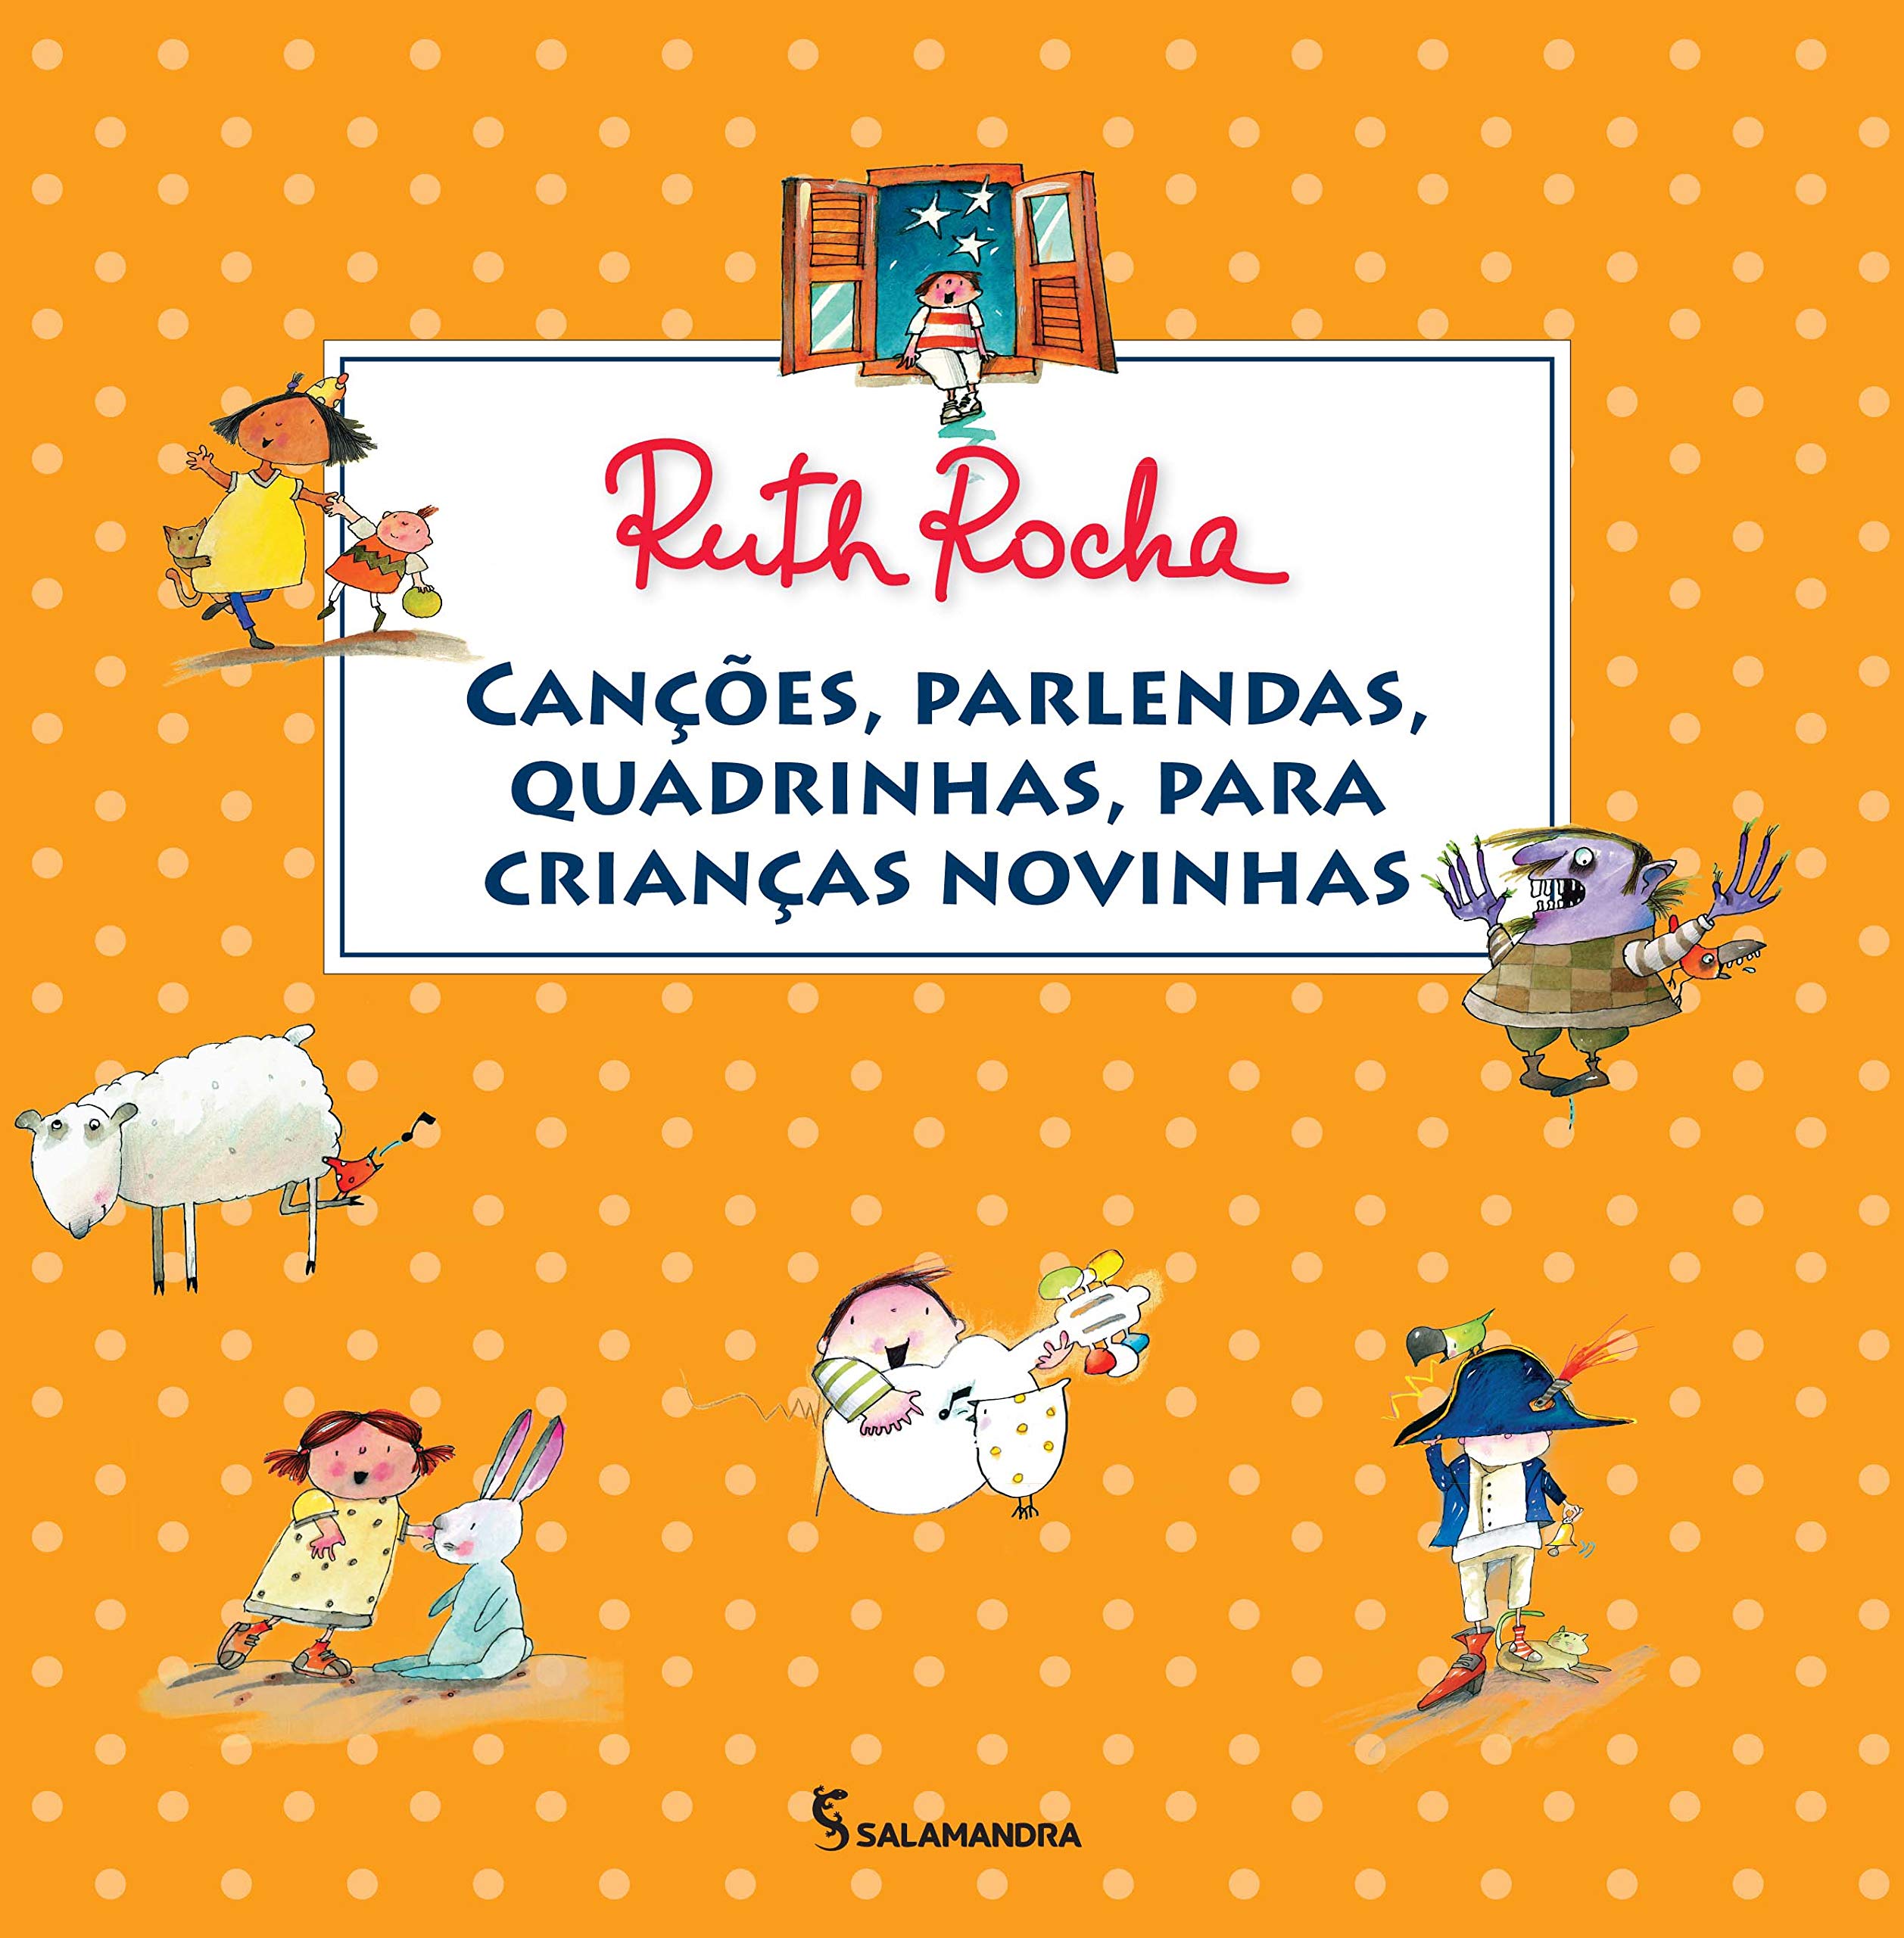 Ruth Rocha
CANÇÕES, PARLENDAS,
QUADRINHAS, PARA
CRIANÇAS NOVINHAS
SALAMANDRA